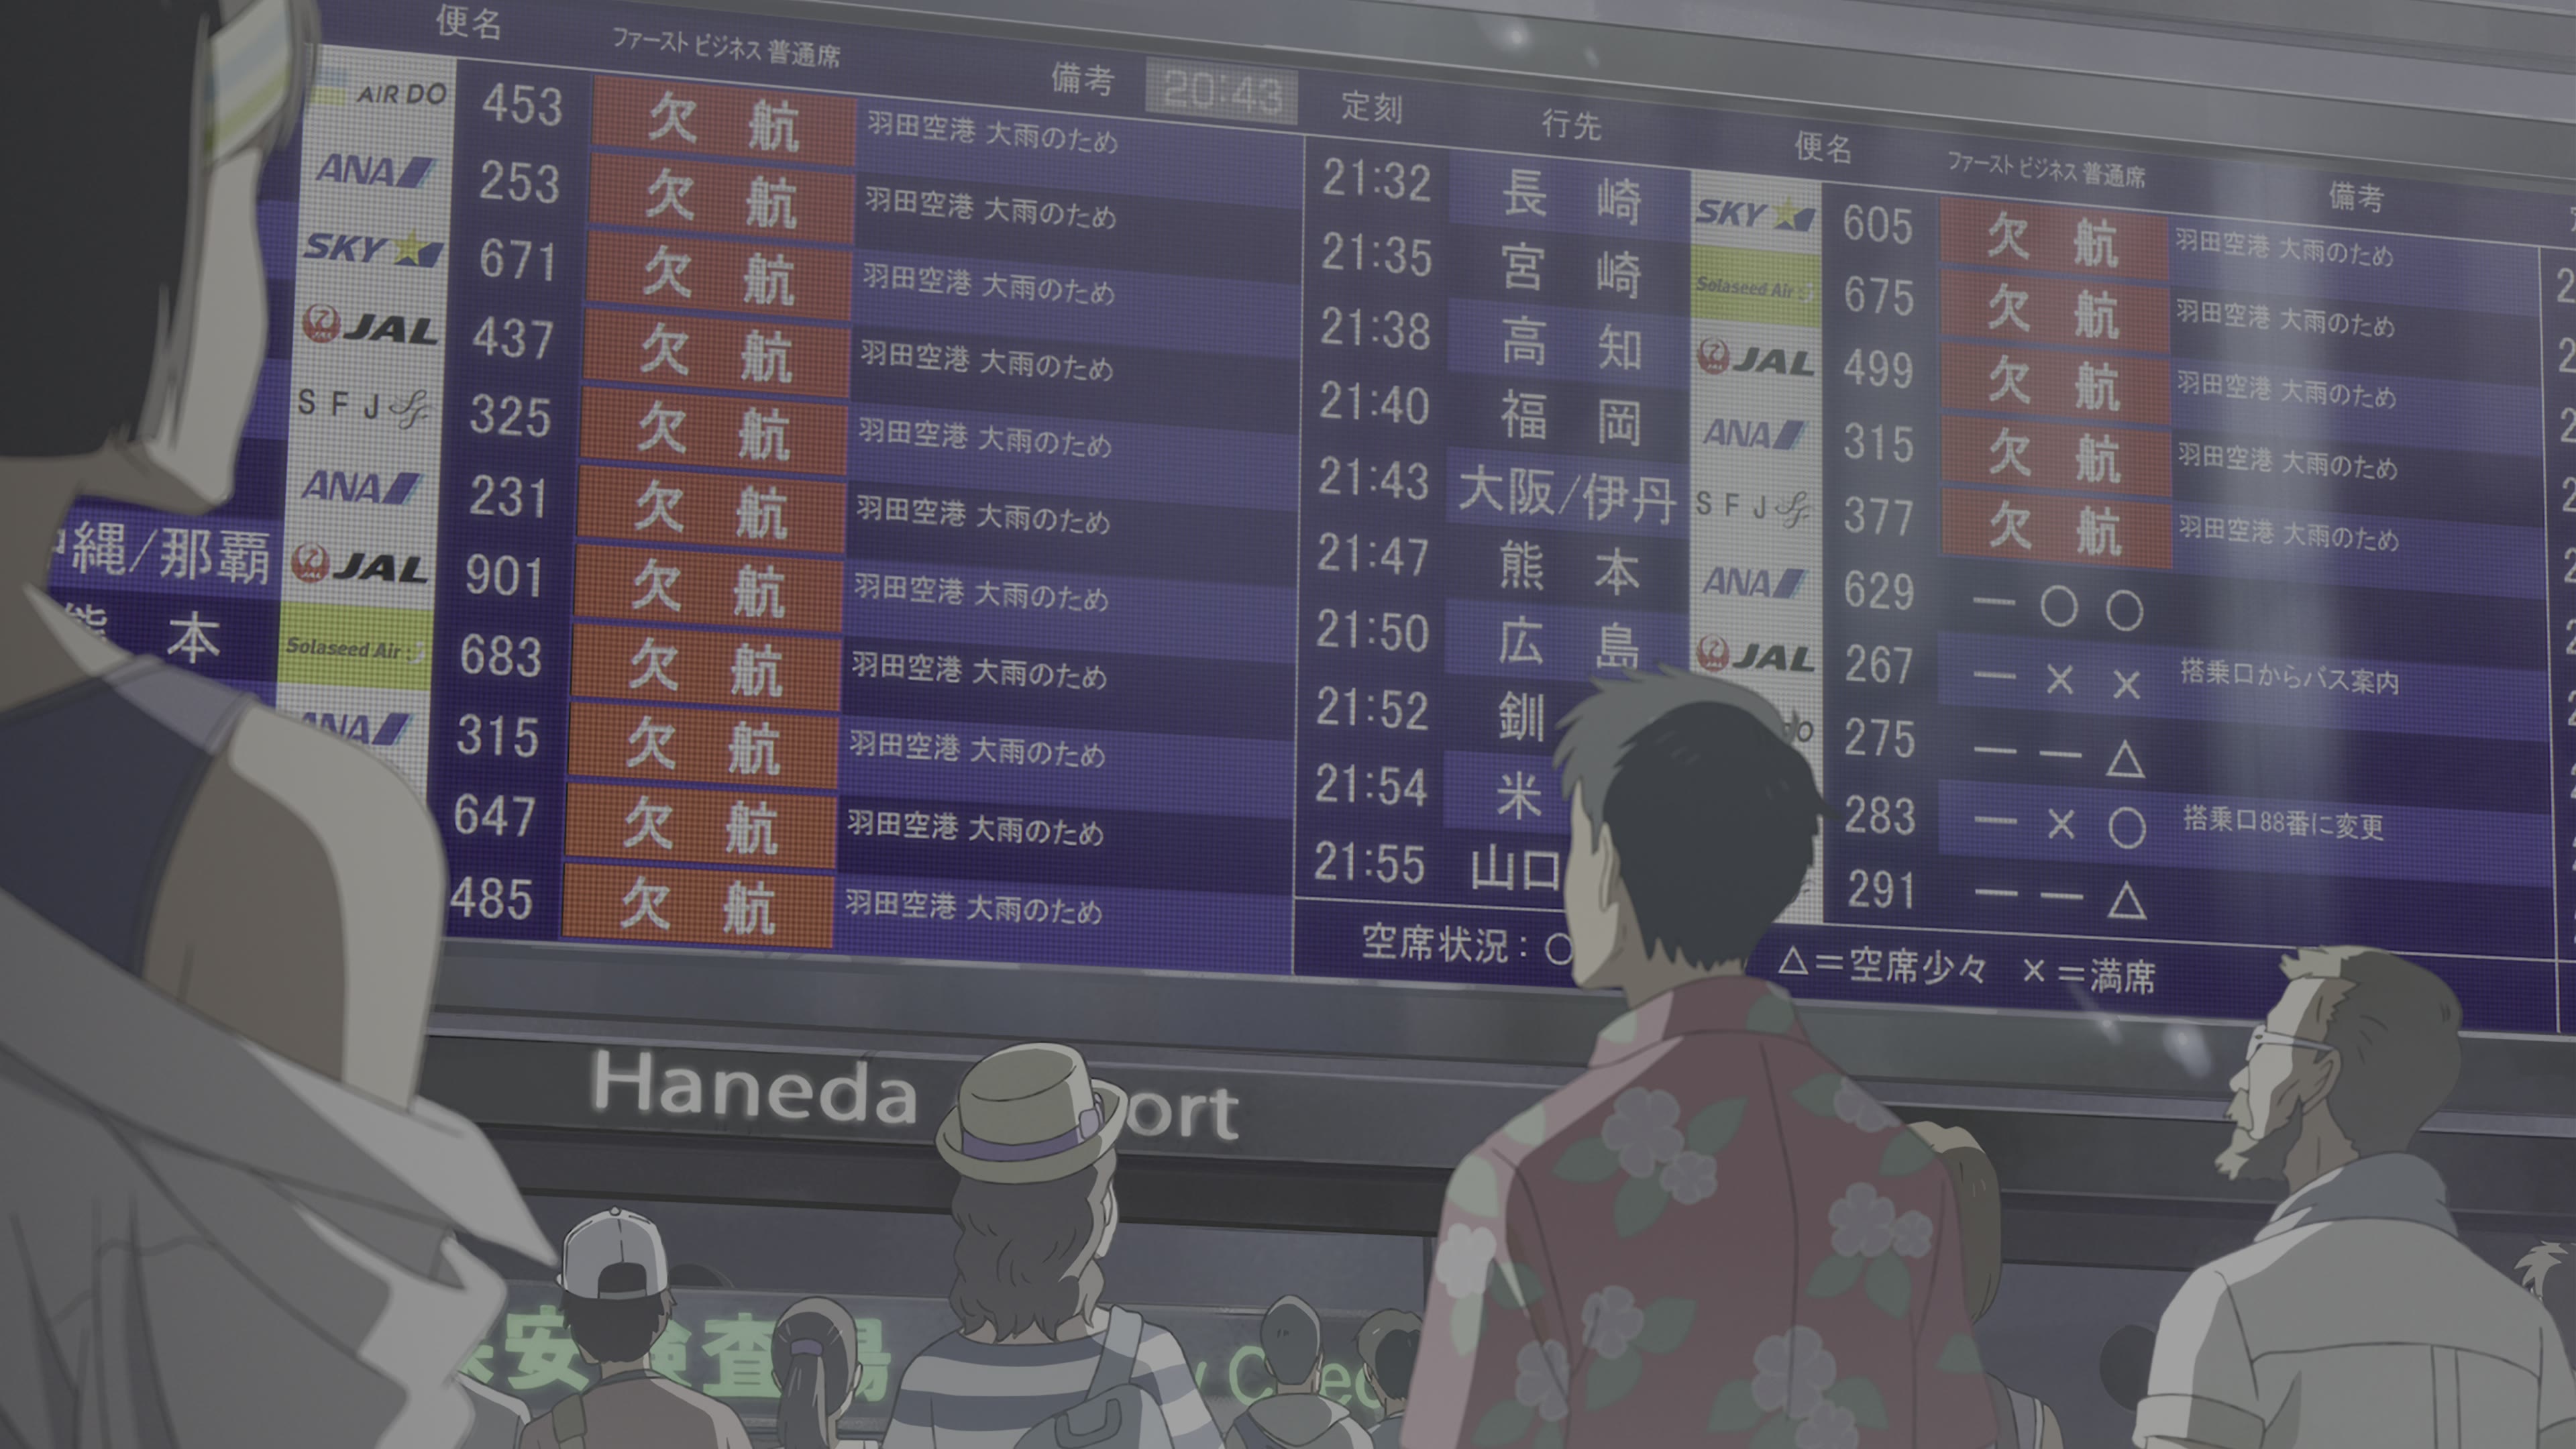 便名 ファースト ビジネス 普通席 備考 20:43 定刻 行先 便名 ファースト ビジネス 普通席 備考
AIR DO 453 欠航 羽田空港 大雨のため
ANA 253 欠航 羽田空港 大雨のため
SKY 671 欠航 羽田空港 大雨のため
JAL 437 欠航 羽田空港 大雨のため
SFJ 325 欠航 羽田空港 大雨のため
ANA 231 欠航 羽田空港 大雨のため
縄/那覇 JAL 901 欠航 羽田空港 大雨のため
熊本 Solaseed Air 683 欠航 羽田空港 大雨のため
ANA 315 欠航 羽田空港 大雨のため
647 欠航 羽田空港 大雨のため
485 欠航 羽田空港 大雨のため
21:32 長崎 SKY 605 欠航 羽田空港 大雨のため
21:35 宮崎 Solaseed Air 675 欠航 羽田空港 大雨のため
21:38 高知 JAL 499 欠航 羽田空港 大雨のため
21:40 福岡 ANA 315 欠航 羽田空港 大雨のため
21:43 大阪/伊丹 SFJ 377 欠航 羽田空港 大雨のため
21:47 熊本 ANA 629 — ○ ○
21:50 広島 JAL 267 — × × 搭乗口からバス案内
21:52 釧 275 — — △
21:54 米 283 — × ○ 搭乗口88番に変更
21:55 山口 291 — — △
空席状況：○ △＝空席少々 ×＝満席
Haneda ort
安検査場